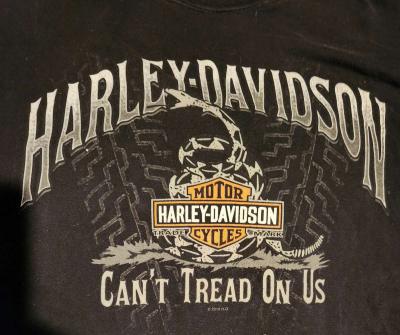 HARLEY-DAVIDSON
MOTOR
HARLEY-DAVIDSON
TRADE CYCLES MARK
CAN'T TREAD ON US